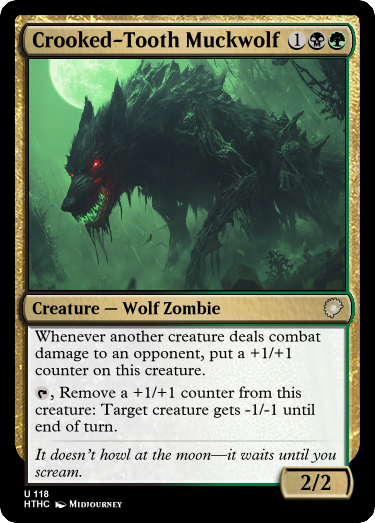 Crooked-Tooth Muckwolf 1
Creature — Wolf Zombie
Whenever another creature deals combat
damage to an opponent, put a +1/+1
counter on this creature.
, Remove a +1/+1 counter from this
creature: Target creature gets -1/-1 until
end of turn.
It doesn't howl at the moon—it waits until you
scream.
2/2
U 118
HTHC MIDJOURNEY